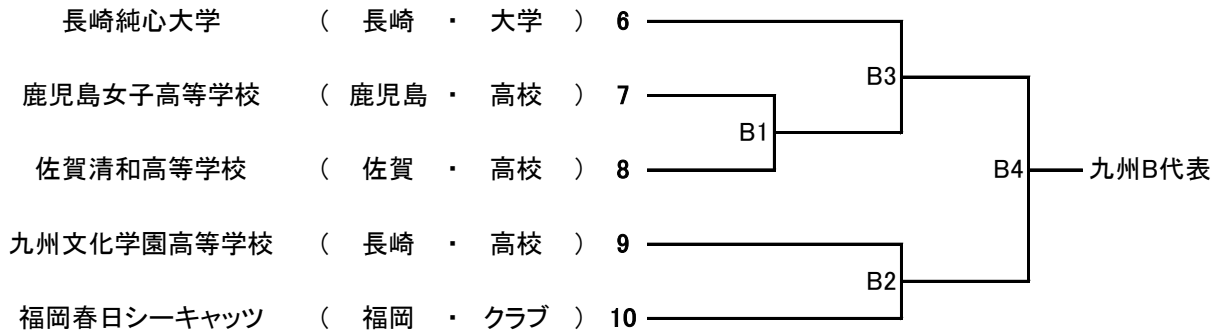 長崎純心大学 （ 長崎 ・ 大学 ） 6
B3
鹿児島女子高等学校 （ 鹿児島 ・ 高校 ） 7
B1
佐賀清和高等学校 （ 佐賀 ・ 高校 ） 8
B4 九州B代表
九州文化学園高等学校 （ 長崎 ・ 高校 ） 9
B2
福岡春日シーキャッツ （ 福岡 ・ クラブ ） 10